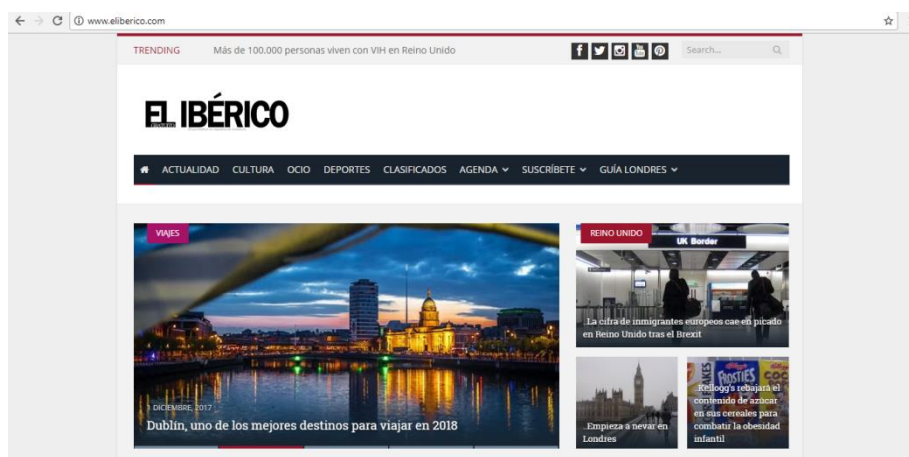 www.eliberico.com
TRENDING Más de 100.000 personas viven con VIH en Reino Unido Search...
EL IBÉRICO
ACTUALIDAD CULTURA OCIO DEPORTES CLASIFICADOS AGENDA SUSCRÍBETE GUÍA LONDRES
VIAJES
1 DICIEMBRE, 2017
Dublín, uno de los mejores destinos para viajar en 2018
REINO UNIDO
UK Border
La cifra de inmigrantes europeos cae en picado
en Reino Unido tras el Brexit
Empieza a nevar en
Londres
FROSTIES
COC
Kellogg's rebajará el
contenido de azúcar
en sus cereales para
combatir la obesidad
infantil